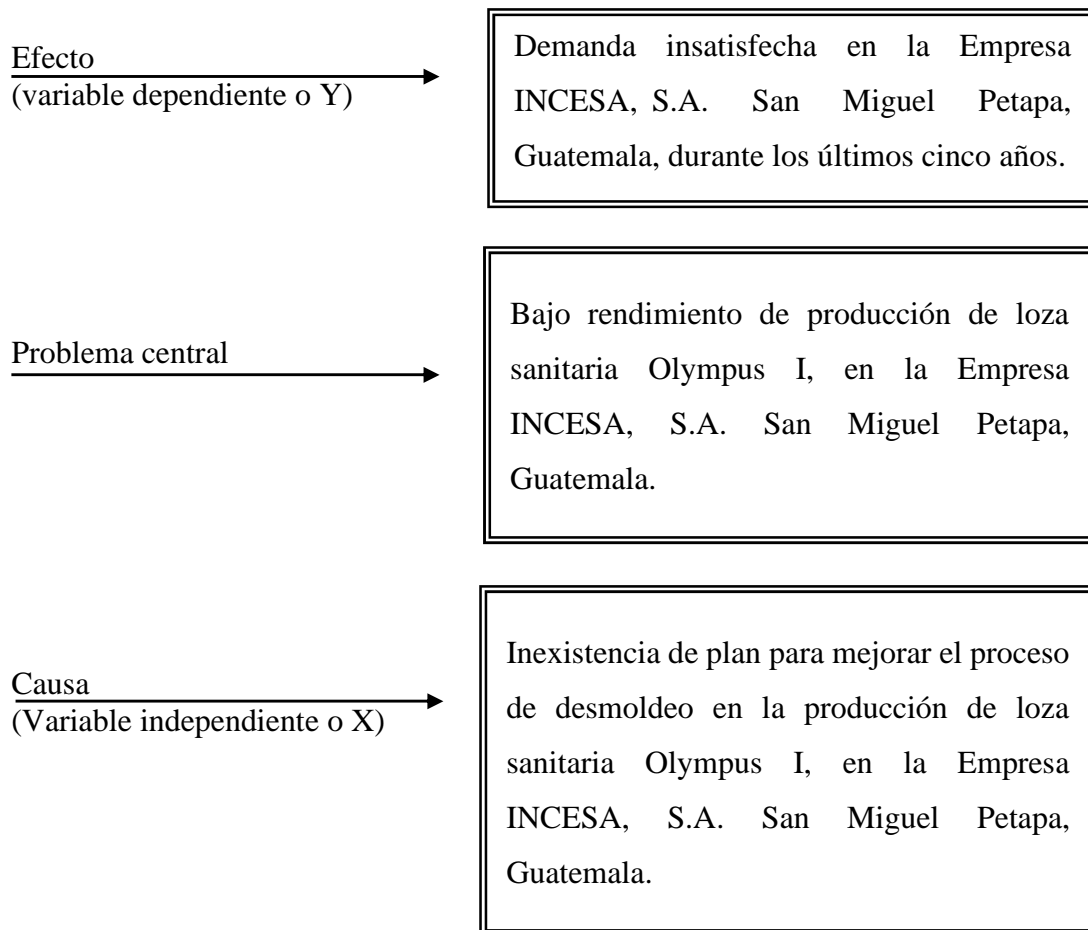 Efecto
(variable dependiente o Y)
Demanda insatisfecha en la Empresa
INCESA, S.A. San Miguel Petapa,
Guatemala, durante los últimos cinco años.
Problema central
Bajo rendimiento de producción de loza
sanitaria Olympus I, en la Empresa
INCESA, S.A. San Miguel Petapa,
Guatemala.
Causa
(Variable independiente o X)
Inexistencia de plan para mejorar el proceso
de desmoldeo en la producción de loza
sanitaria Olympus I, en la Empresa
INCESA, S.A. San Miguel Petapa,
Guatemala.